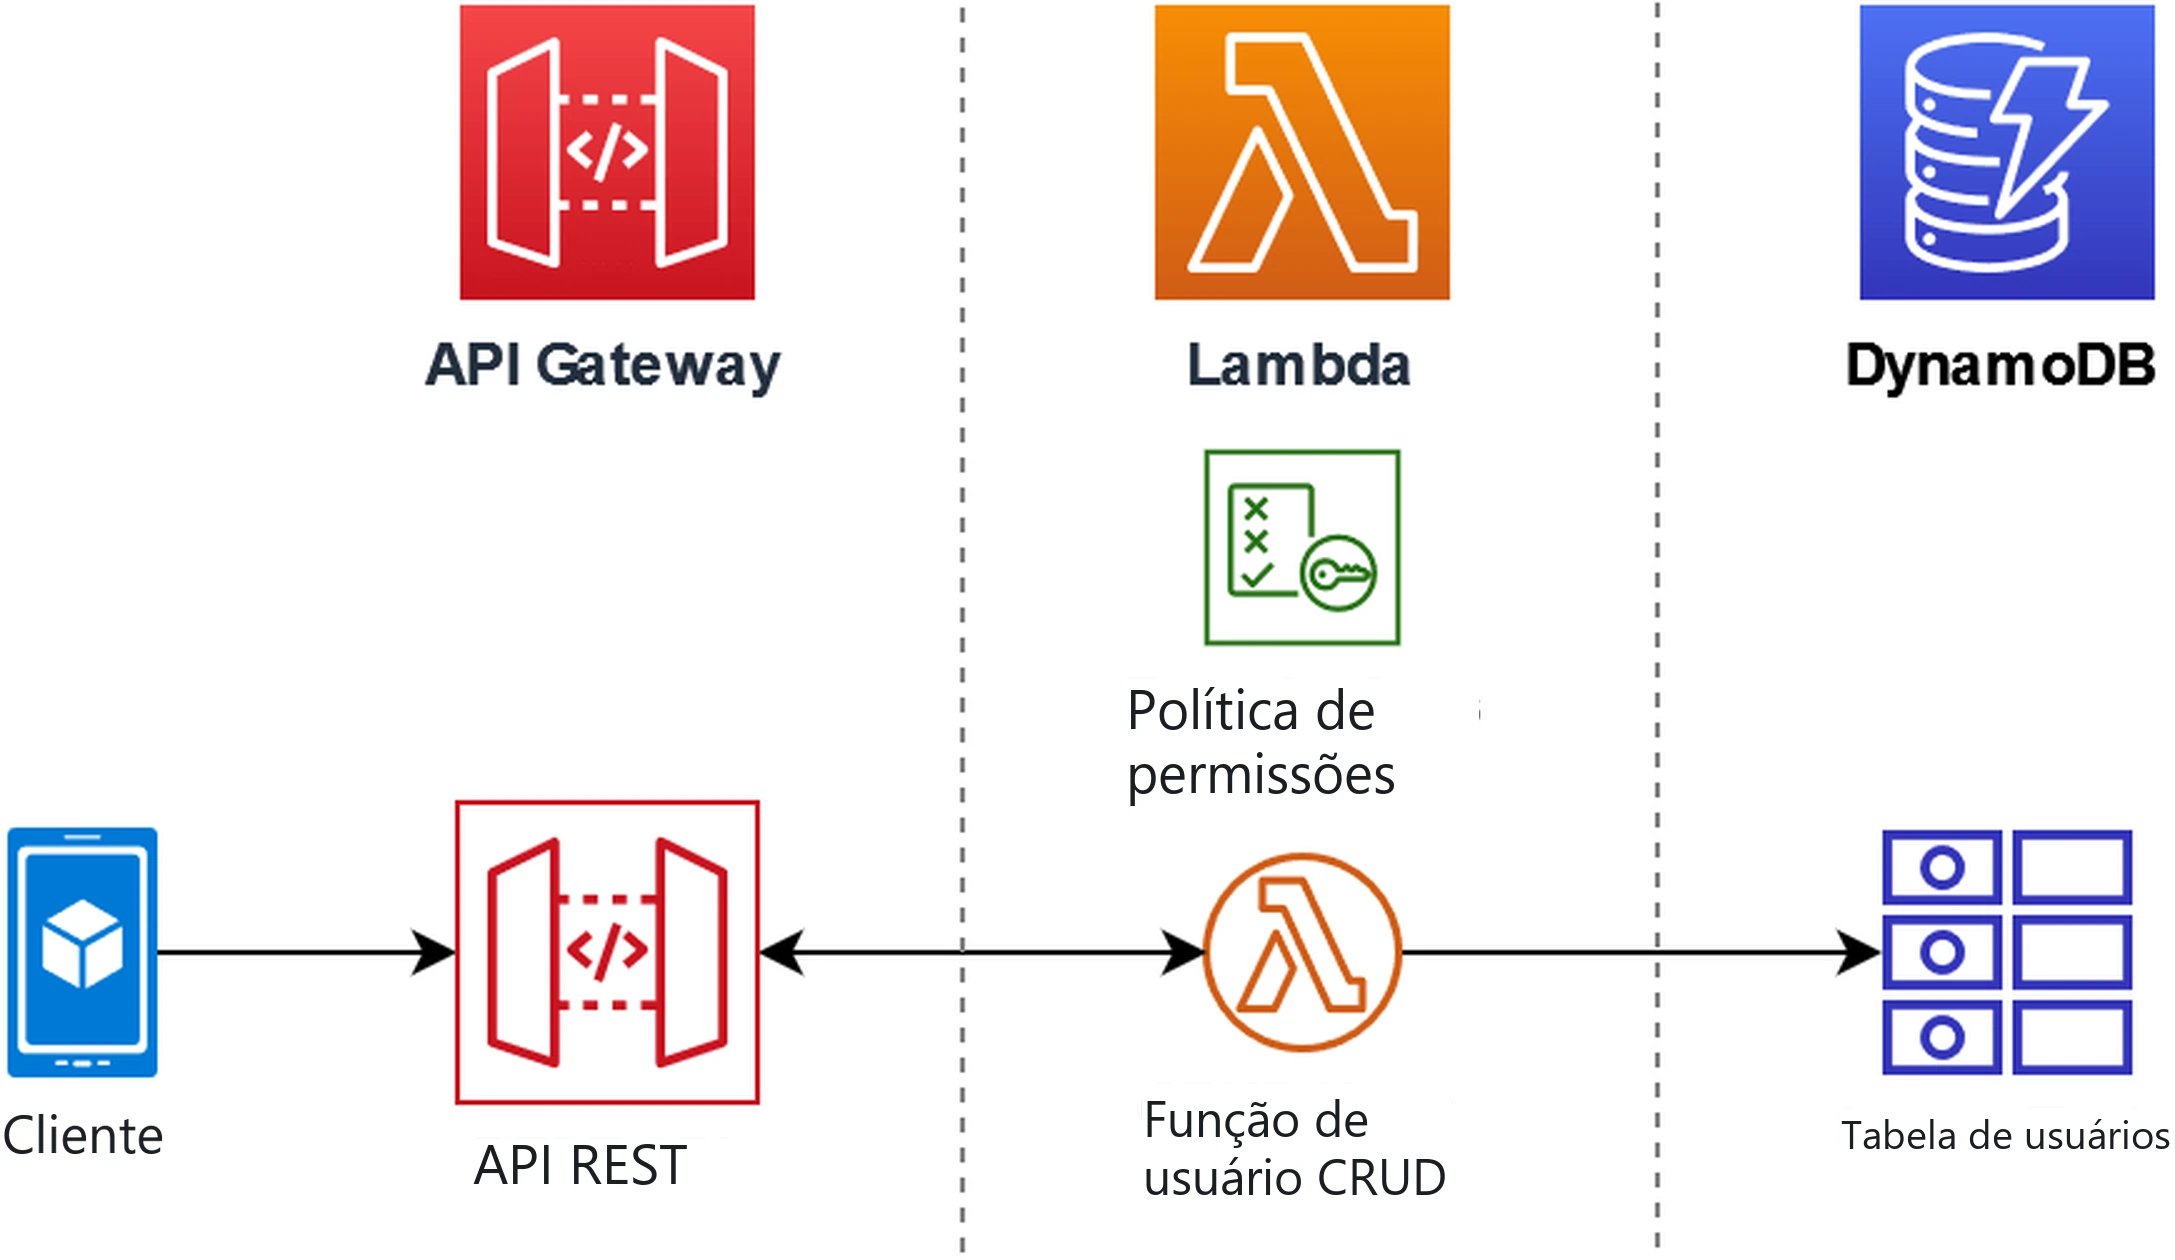 API Gateway
Lambda
DynamoDB
Política de
permissões
Cliente
API REST
Função de
usuário CRUD
Tabela de usuários